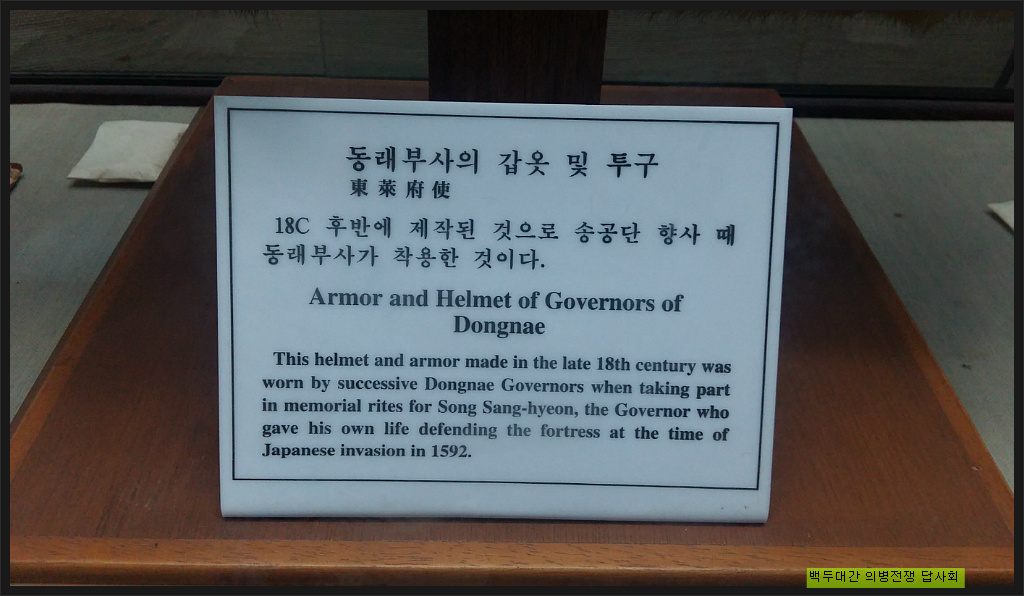 동래부사의 갑옷 및 투구
東萊府使
18C 후반에 제작된 것으로 송공단 향사 때
동래부사가 착용한 것이다.
Armor and Helmet of Governors of
Dongnae
This helmet and armor made in the late 18th century was
worn by successive Dongnae Governors when taking part
in memorial rites for Song Sang-hyeon, the Governor who
gave his own life defending the fortress at the time of
Japanese invasion in 1592.
백두대간 의병전쟁 답사회